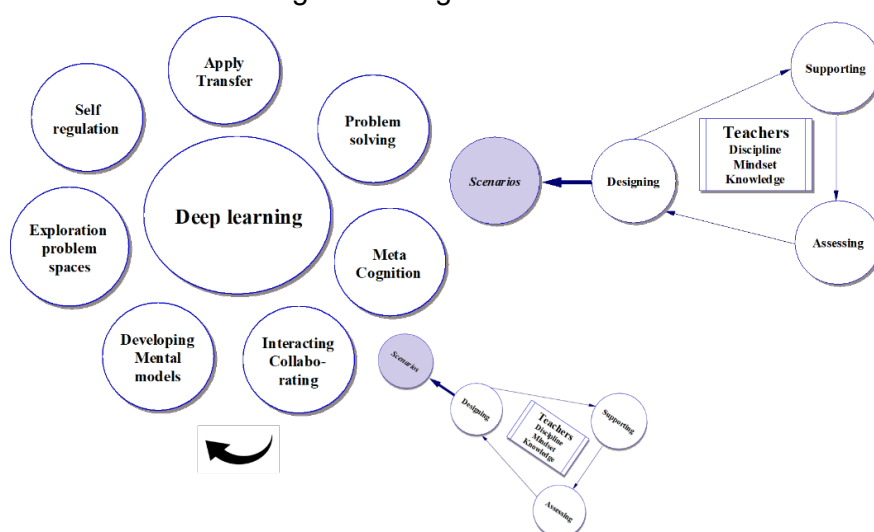 Apply
Transfer
Self
regulation
Problem
solving
Deep learning
Exploration
problem
spaces
Meta
Cognition
Developing
Mental
models
Interacting
Collabo-
rating
Scenarios
Designing
Supporting
Teachers
Discipline
Mindset
Knowledge
Assessing
Scenarios
Designing
Supporting
Teachers
Discipline
Mindset
Knowledge
Assessing